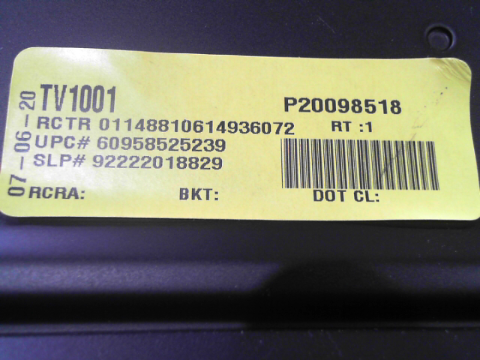 07-06-20
TV1001 P20098518
RCTR 01148810614936072 RT :1
UPC# 60958525239
SLP# 92222018829
RCRA: BKT: DOT CL: